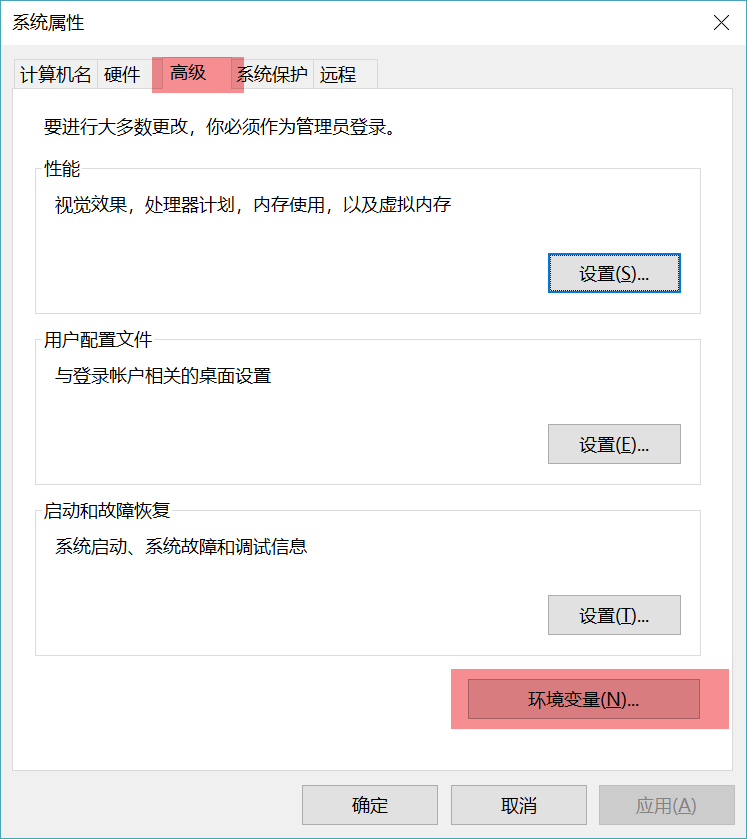 系统属性
计算机名 硬件 高级 系统保护 远程
要进行大多数更改，你必须作为管理员登录。
性能
视觉效果，处理器计划，内存使用，以及虚拟内存
设置(S)...
用户配置文件
与登录帐户相关的桌面设置
设置(E)...
启动和故障恢复
系统启动、系统故障和调试信息
设置(T)...
环境变量(N)...
确定 取消 应用(A)